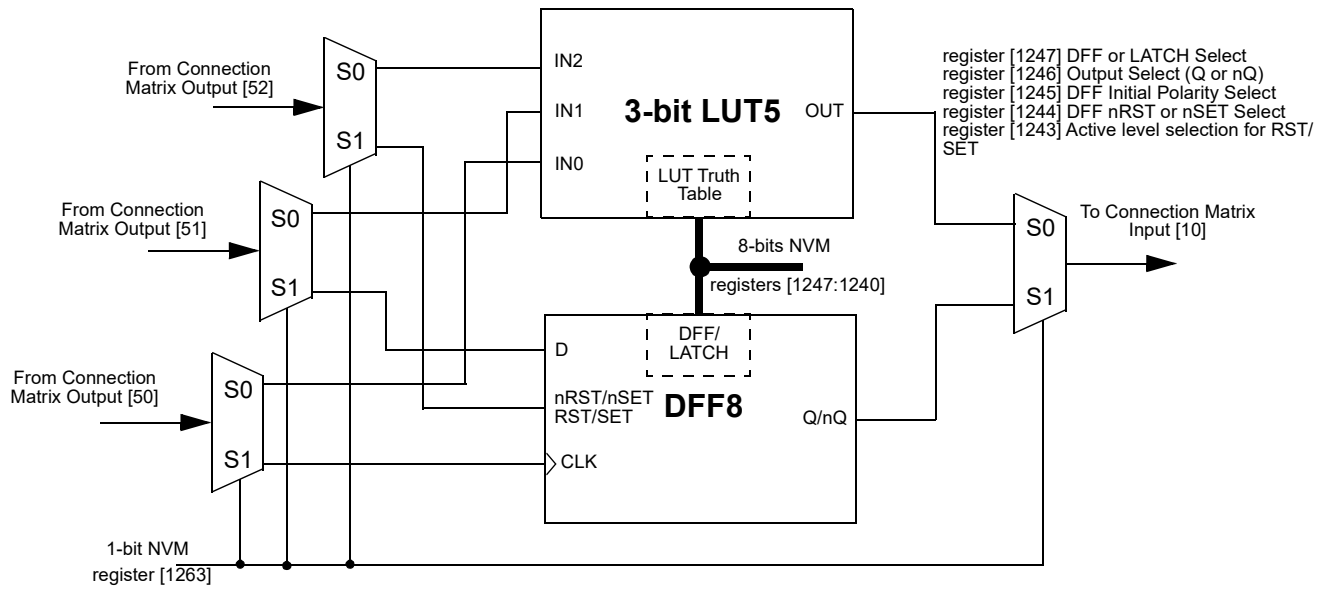 From Connection
Matrix Output [52]
S0
S1
IN2
IN1
IN0
3-bit LUT5
OUT
LUT Truth
Table
register [1247] DFF or LATCH Select
register [1246] Output Select (Q or nQ)
register [1245] DFF Initial Polarity Select
register [1244] DFF nRST or nSET Select
register [1243] Active level selection for RST/
SET
From Connection
Matrix Output [51]
S0
S1
8-bits NVM
registers [1247:1240]
S0
S1
To Connection Matrix
Input [10]
From Connection
Matrix Output [50]
S0
S1
D
nRST/nSET
RST/SET
CLK
DFF/
LATCH
DFF8
Q/nQ
1-bit NVM
register [1263]